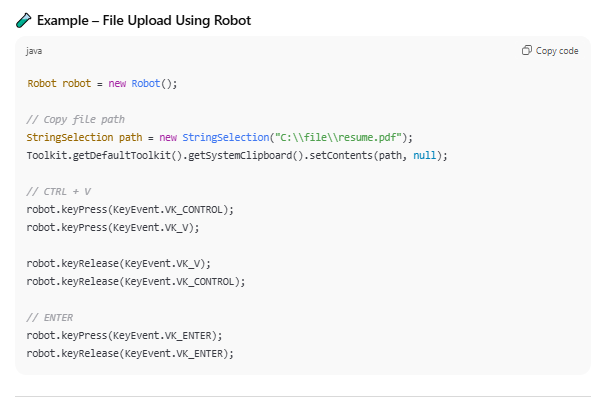 Example – File Upload Using Robot
java
Copy code
Robot robot = new Robot();
// Copy file path
StringSelection path = new StringSelection("C:\\file\\resume.pdf");
Toolkit.getDefaultToolkit().getSystemClipboard().setContents(path, null);
// CTRL + V
robot.keyPress(KeyEvent.VK_CONTROL);
robot.keyPress(KeyEvent.VK_V);
robot.keyRelease(KeyEvent.VK_V);
robot.keyRelease(KeyEvent.VK_CONTROL);
// ENTER
robot.keyPress(KeyEvent.VK_ENTER);
robot.keyRelease(KeyEvent.VK_ENTER);